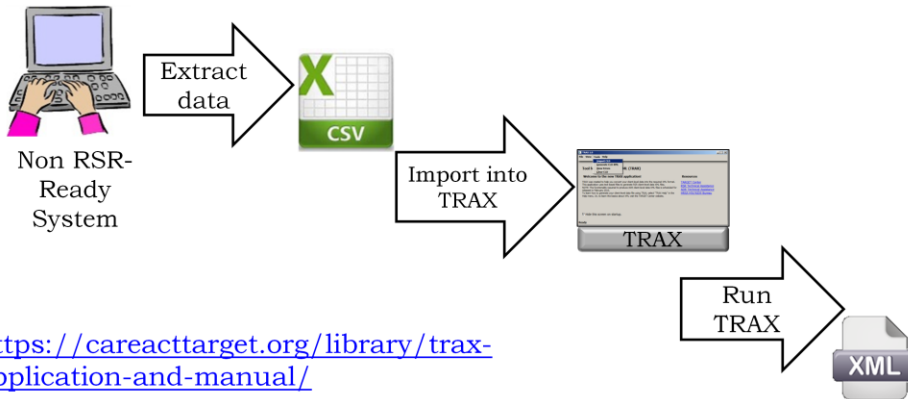 Extract
data
X
CSV
Non RSR-
Ready
System
Import into
TRAX
TRAX
Run
TRAX
XML
ttps://careacttarget.org/library/trax-
pplication-and-manual/